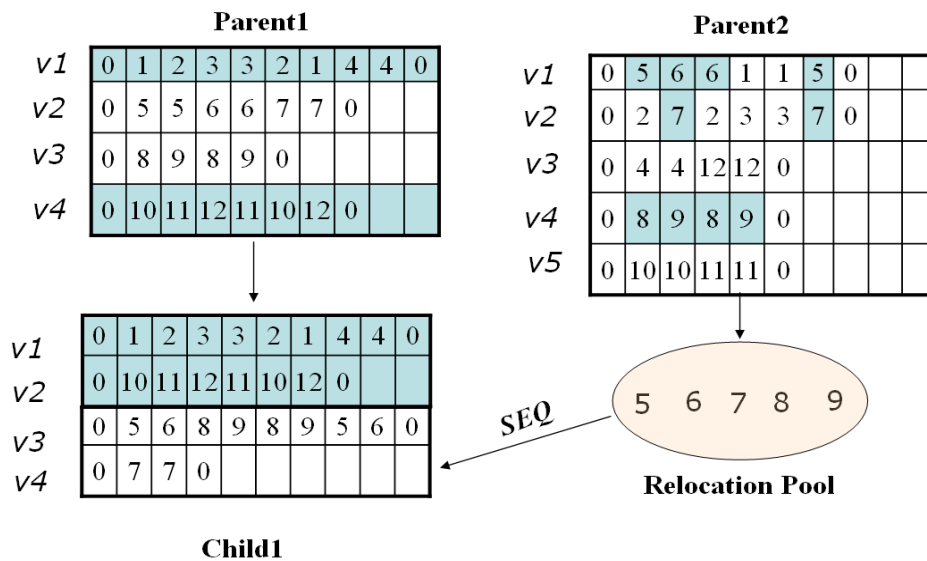 Parent1
v1 0 1 2 3 3 2 1 4 4 0
v2 0 5 5 6 6 7 7 0
v3 0 8 9 8 9 0
v4 0 10 11 12 11 10 12 0
Parent2
v1 0 5 6 6 1 1 5 0
v2 0 2 7 2 3 3 7 0
v3 0 4 4 12 12 0
v4 0 8 9 8 9 0
v5 0 10 10 11 11 0
v1 0 1 2 3 3 2 1 4 4 0
v2 0 10 11 12 11 10 12 0
v3 0 5 6 8 9 8 9 5 6 0
v4 0 7 7 0
Child1
SEQ
5 6 7 8 9
Relocation Pool